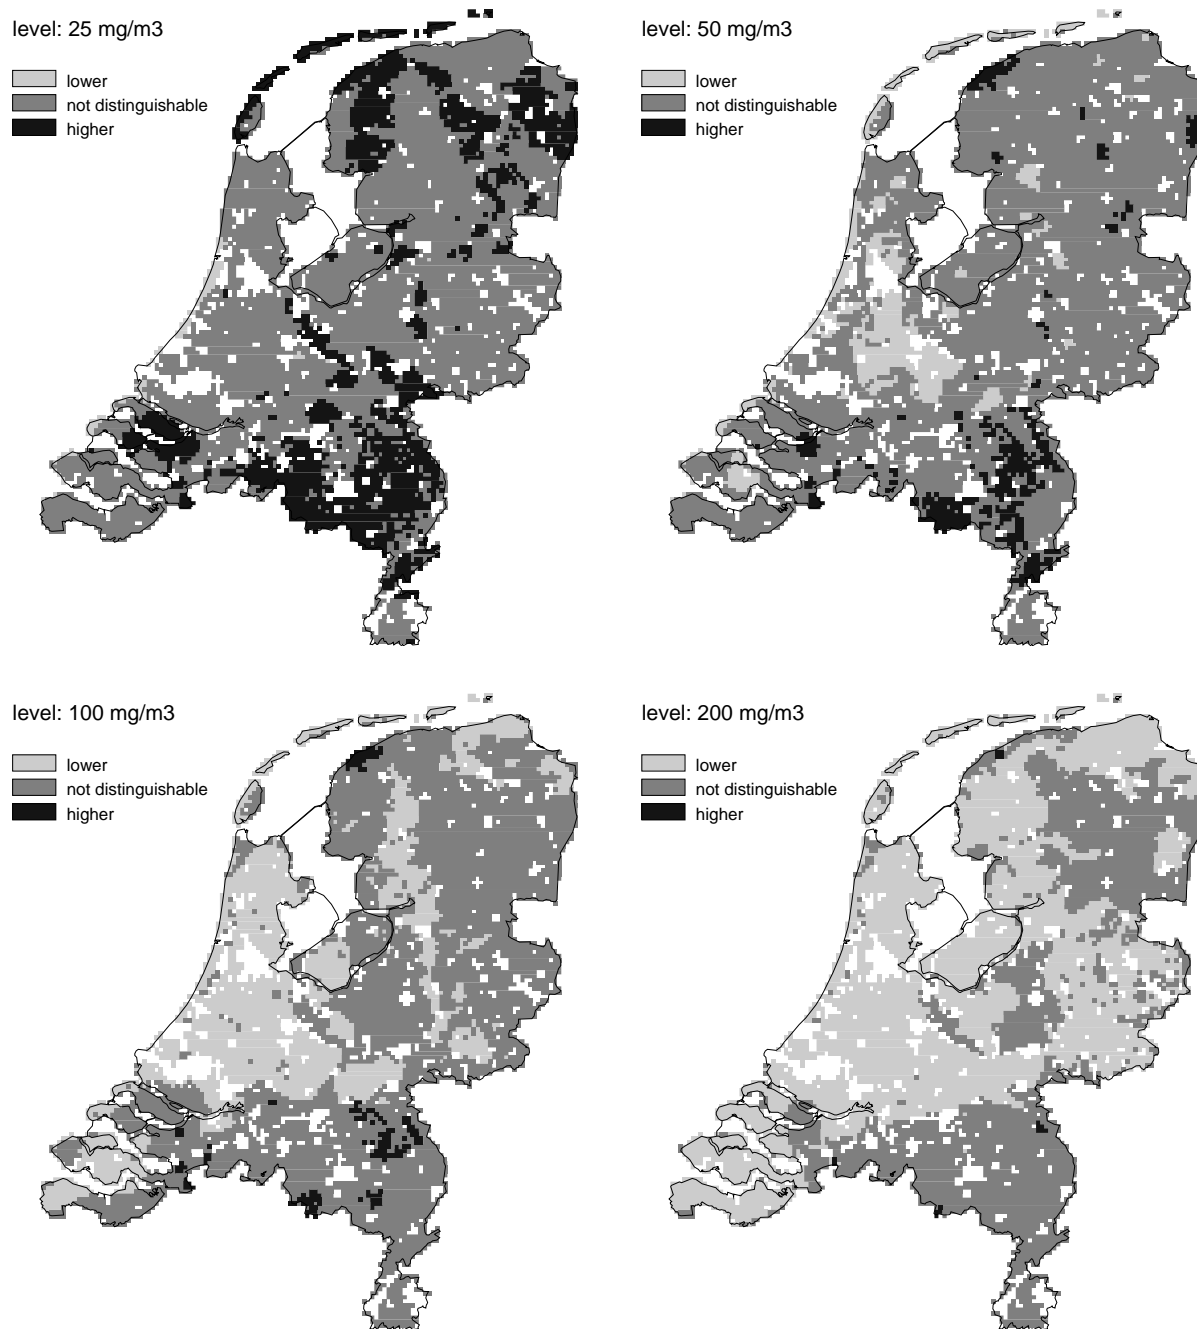 level: 25 mg/m3
lower
not distinguishable
higher
level: 50 mg/m3
lower
not distinguishable
higher
level: 100 mg/m3
lower
not distinguishable
higher
level: 200 mg/m3
lower
not distinguishable
higher